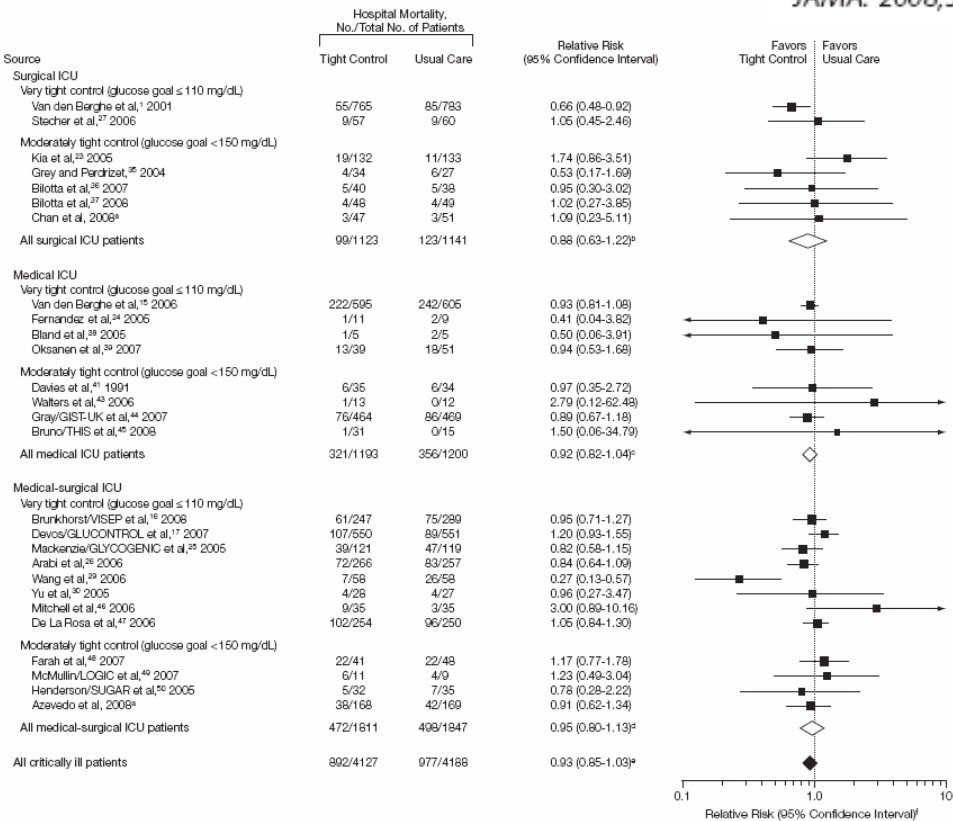 JAMA. 2008;3
Hospital Mortality,
No./Total No. of Patients
Source Tight Control Usual Care Relative Risk (95% Confidence Interval) Favors Tight Control Favors Usual Care
Surgical ICU
Very tight control (glucose goal ≤ 110 mg/dL)
Van den Berghe et al,¹ 2001 55/765 85/783 0.66 (0.48-0.92)
Stecher et al,²⁷ 2006 9/57 9/60 1.05 (0.45-2.46)
Moderately tight control (glucose goal <150 mg/dL)
Kia et al,²³ 2005 19/132 11/133 1.74 (0.86-3.51)
Grey and Perdrizet,³⁵ 2004 4/34 6/27 0.53 (0.17-1.69)
Bilotta et al,³⁶ 2007 5/40 5/38 0.95 (0.30-3.02)
Bilotta et al,³⁷ 2008 4/48 4/49 1.02 (0.27-3.85)
Chan et al, 2008ᵃ 3/47 3/51 1.09 (0.23-5.11)
All surgical ICU patients 99/1123 123/1141 0.88 (0.63-1.22)ᵇ
Medical ICU
Very tight control (glucose goal ≤ 110 mg/dL)
Van den Berghe et al,¹⁵ 2006 222/595 242/605 0.93 (0.81-1.08)
Fernandez et al,²⁴ 2005 1/11 2/9 0.41 (0.04-3.82)
Bland et al,³⁹ 2005 1/5 2/5 0.50 (0.06-3.91)
Oksanen et al,³⁹ 2007 13/39 18/51 0.94 (0.53-1.68)
Moderately tight control (glucose goal <150 mg/dL)
Davies et al,⁴¹ 1991 6/35 6/34 0.97 (0.35-2.72)
Walters et al,⁴³ 2006 1/13 0/12 2.79 (0.12-62.48)
Gray/GIST-UK et al,⁴⁴ 2007 76/464 86/469 0.89 (0.67-1.18)
Bruno/THIS et al,⁴⁵ 2008 1/31 0/15 1.50 (0.06-34.79)
All medical ICU patients 321/1193 356/1200 0.92 (0.82-1.04)ᶜ
Medical-surgical ICU
Very tight control (glucose goal ≤ 110 mg/dL)
Brunkhorst/VISEP et al,¹⁶ 2008 61/247 75/289 0.95 (0.71-1.27)
Devos/GLUCONTROL et al,¹⁷ 2007 107/550 89/551 1.20 (0.93-1.55)
Mackenzie/GLYCOGENIC et al,²⁵ 2005 39/121 47/119 0.82 (0.58-1.15)
Arabi et al,²⁶ 2006 72/266 83/257 0.84 (0.64-1.09)
Wang et al,²⁹ 2006 7/58 26/58 0.27 (0.13-0.57)
Yu et al,³⁰ 2005 4/28 4/27 0.96 (0.27-3.47)
Mitchell et al,⁴⁶ 2006 9/35 3/35 3.00 (0.89-10.16)
De La Rosa et al,⁴⁷ 2006 102/254 96/250 1.05 (0.84-1.30)
Moderately tight control (glucose goal <150 mg/dL)
Farah et al,⁴⁸ 2007 22/41 22/48 1.17 (0.77-1.78)
McMullin/LOGIC et al,⁴⁹ 2007 6/11 4/9 1.23 (0.49-3.04)
Henderson/SUGAR et al,⁵⁰ 2005 5/32 7/35 0.78 (0.28-2.22)
Azevedo et al, 2008ᵃ 38/168 42/169 0.91 (0.62-1.34)
All medical-surgical ICU patients 472/1811 498/1847 0.95 (0.80-1.13)ᵈ
All critically ill patients 892/4127 977/4188 0.93 (0.85-1.03)ᵉ
0.1 1.0 10
Relative Risk (95% Confidence Interval)ᶠ